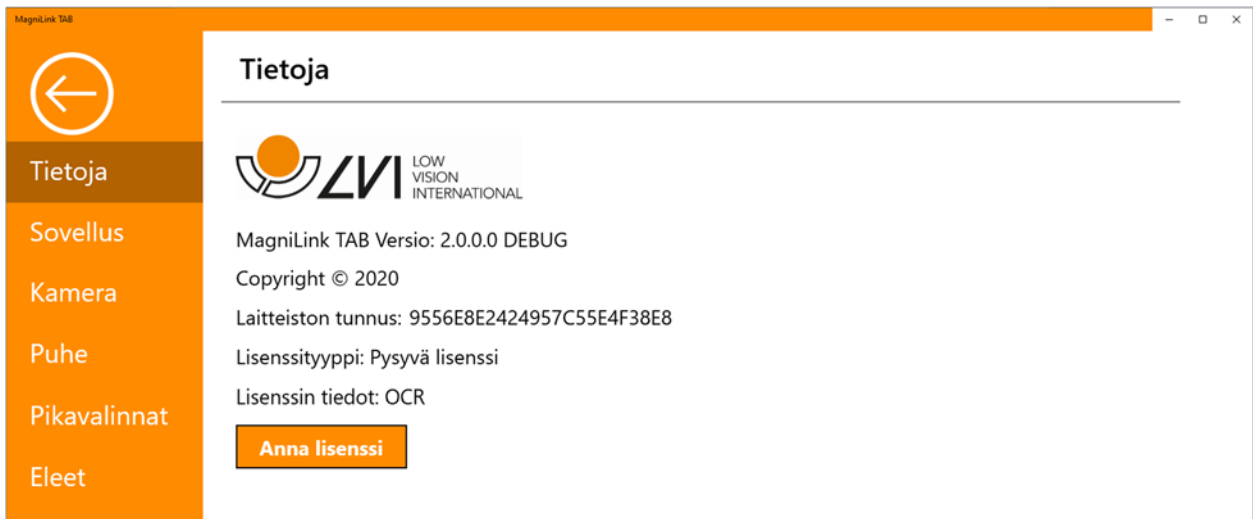 MagniLink TAB
Tietoja
LVI LOW
VISION
INTERNATIONAL
Tietoja
Sovellus
Kamera
Puhe
Pikavalinnat
Eleet
MagniLink TAB Versio: 2.0.0.0 DEBUG
Copyright © 2020
Laitteiston tunnus: 9556E8E2424957C55E4F38E8
Lisenssityyppi: Pysyvä lisenssi
Lisenssin tiedot: OCR
Anna lisenssi